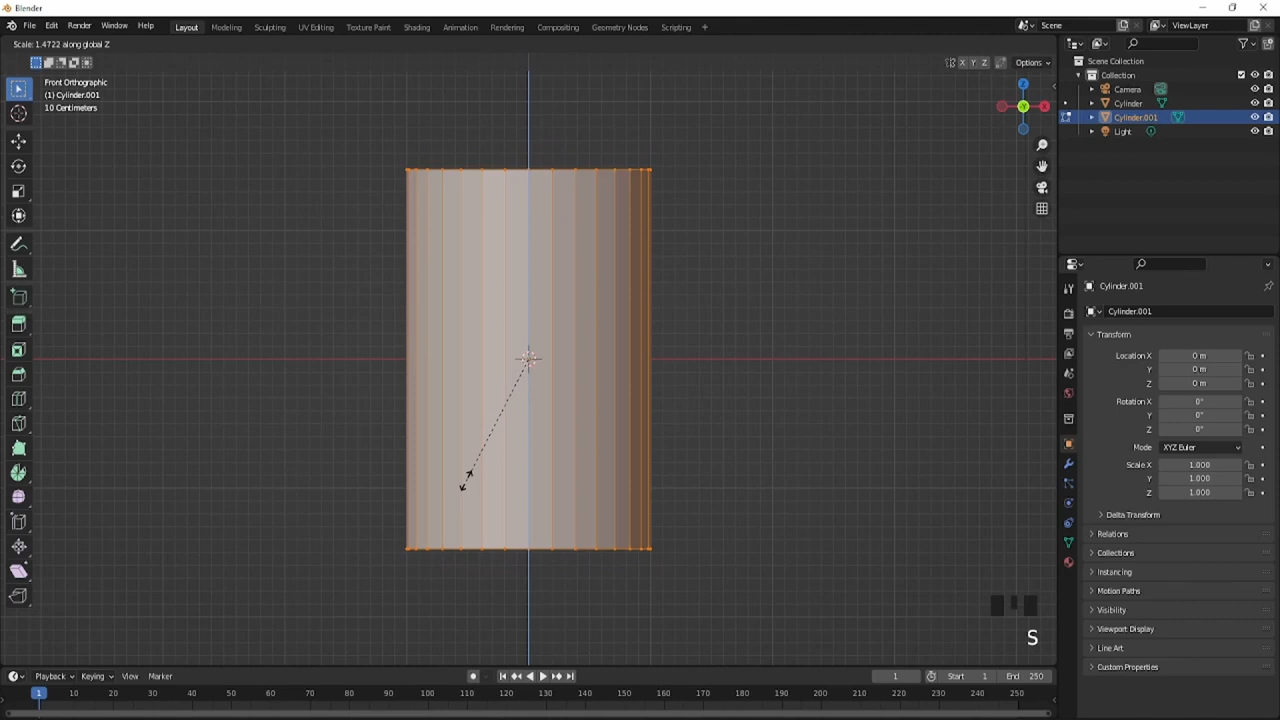 Blender
File Edit Render Window Help
Layout Modeling Sculpting UV Editing Texture Paint Shading Animation Rendering Compositing Geometry Nodes Scripting +
Scene
ViewLayer
Scale: 1.4722 along global Z
X Y Z
Options
Front Orthographic
(1) Cylinder.001
10 Centimeters
Z
Y
X
Scene Collection
Collection
Camera
Cylinder
Cylinder.001
Light
Cylinder.001
Cylinder.001
Transform
Location X 0 m
Y 0 m
Z 0 m
Rotation X 0°
Y 0°
Z 0°
Mode XYZ Euler
Scale X 1.000
Y 1.000
Z 1.000
Delta Transform
Relations
Collections
Instancing
Motion Paths
Visibility
Viewport Display
Line Art
Custom Properties
S
Playback Keying View Marker
1
Start 1
End 250
1 10 20 30 40 50 60 70 80 90 100 110 120 130 140 150 160 170 180 190 200 210 220 230 240 250